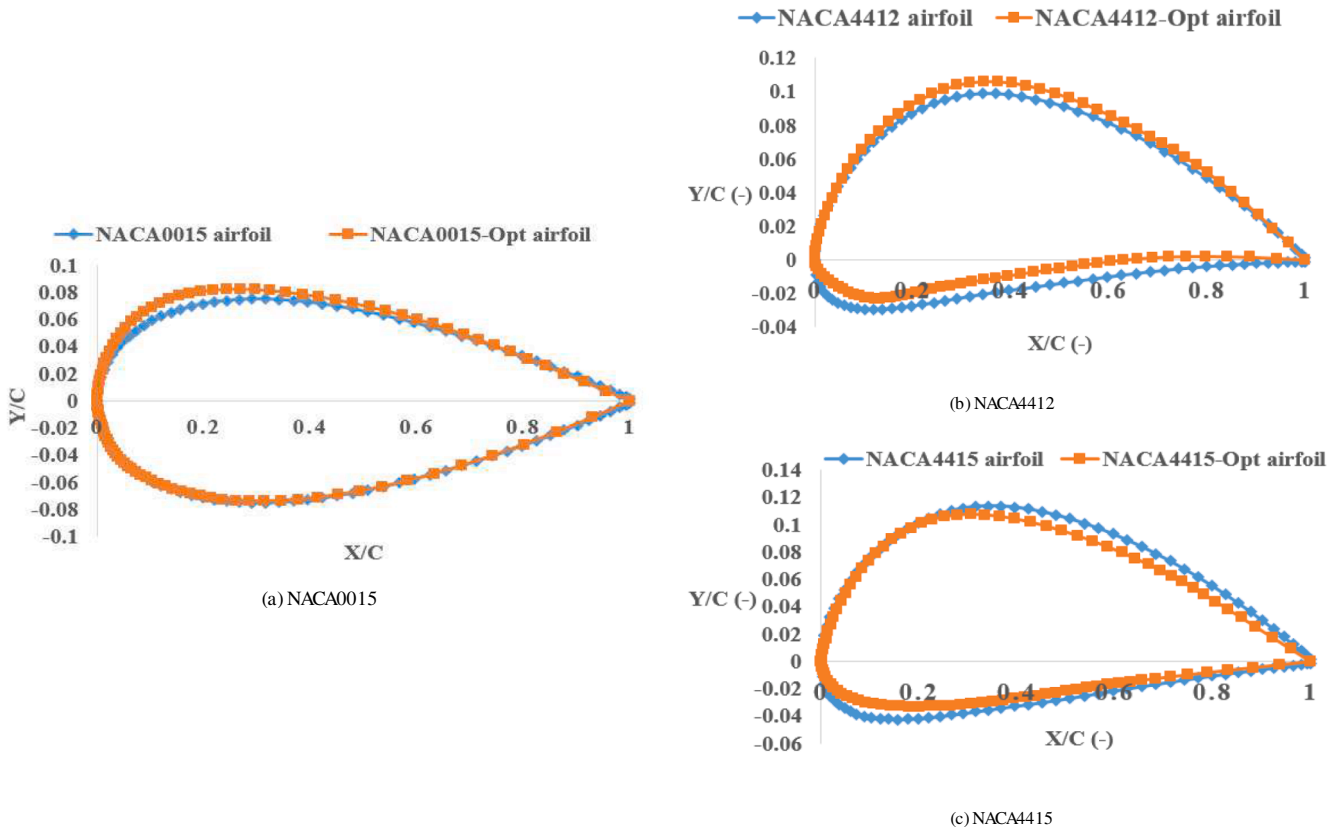 NACA0015 airfoil NACA0015-Opt airfoil
0.1
0.08
0.06
0.04
0.02
0
-0.02
-0.04
-0.06
-0.08
-0.1
Y/C
0 0.2 0.4 0.6 0.8 1
X/C
(a) NACA0015
NACA4412 airfoil NACA4412-Opt airfoil
0.12
0.1
0.08
0.06
0.04
0.02
0
-0.02
-0.04
Y/C (-)
0 0.2 0.4 0.6 0.8 1
X/C (-)
(b) NACA4412
NACA4415 airfoil NACA4415-Opt airfoil
0.14
0.12
0.1
0.08
0.06
0.04
0.02
0
-0.02
-0.04
-0.06
Y/C (-)
0 0.2 0.4 0.6 0.8 1
X/C (-)
(c) NACA4415